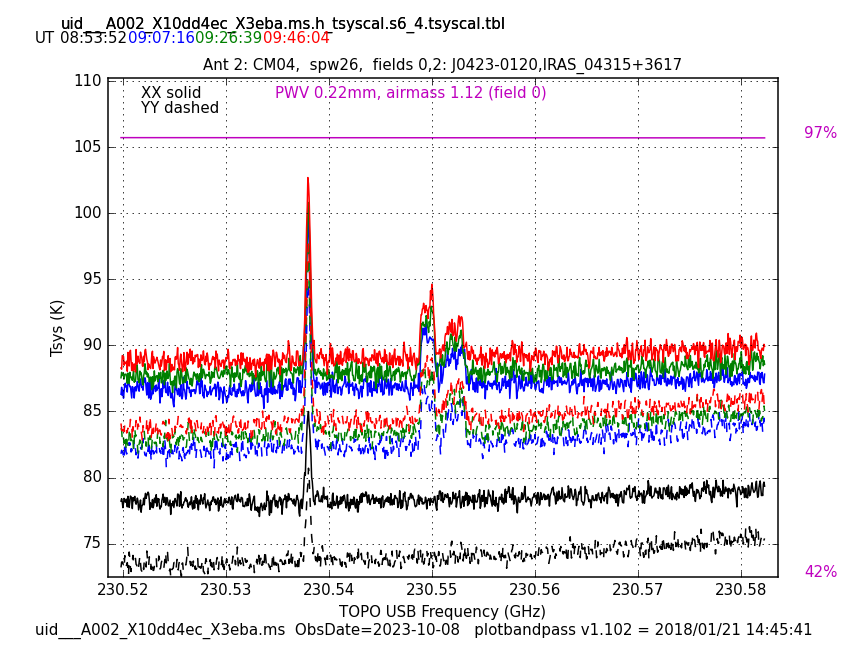 uid___A002_X10dd4ec_X3eba.ms.h_tsyscal.s6_4.tsyscal.tbl
UT 08:53:52 09:07:16 09:26:39 09:46:04
Ant 2: CM04,  spw26,  fields 0,2: J0423-0120,IRAS_04315+3617
XX solid
PWV 0.22mm, airmass 1.12 (field 0)
YY dashed
110
105
100
95
90
85
80
75
Tsys (K)
97%
42%
230.52 230.53 230.54 230.55 230.56 230.57 230.58
TOPO USB Frequency (GHz)
uid___A002_X10dd4ec_X3eba.ms  ObsDate=2023-10-08   plotbandpass v1.102 = 2018/01/21 14:45:41